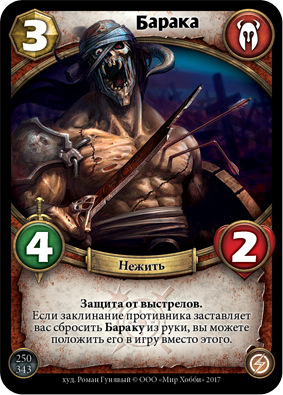 3
Барака
4
2
Нежить
Защита от выстрелов.
Если заклинание противника заставляет
вас сбросить Бараку из руки, вы можете
положить его в игру вместо этого.
250
343
худ. Роман Гунявый © ООО «Мир Хобби» 2017